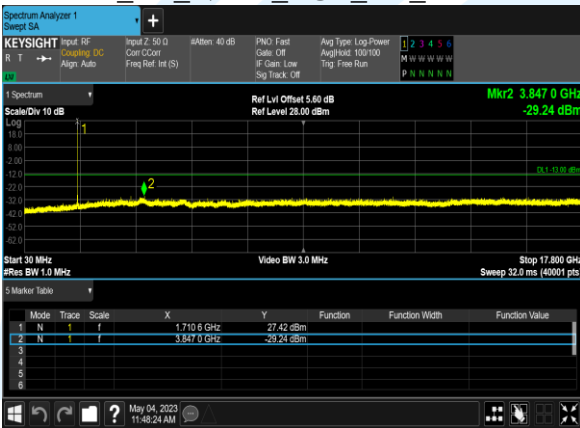 Spectrum Analyzer 1
Swept SA
+
KEYSIGHT Input: RF Input Z: 50 Ω #Atten: 40 dB PNO: Fast Avg Type: Log-Power 1 2 3 4 5 6
R T Coupling: DC Corr CCorr Gate: Off Avg|Hold: 100/100 M W W W W W
Align: Auto Freq Ref: Int (S) IF Gain: Low Trig: Free Run
LV Sig Track: Off P N N N N N
1 Spectrum Ref Lvl Offset 5.60 dB Mkr2 3.847 0 GHz
Scale/Div 10 dB Ref Level 28.00 dBm -29.24 dBm
Log
18.0
8.00
-2.00
-12.0
-22.0
-32.0
-42.0
-52.0
-62.0
1
2
DL1 -13.00 dBm
Start 30 MHz Video BW 3.0 MHz Stop 17.800 GHz
#Res BW 1.0 MHz Sweep 32.0 ms (40001 pts)
5 Marker Table
Mode Trace Scale X Y Function Function Width Function Value
1 N 1 f 1.710 6 GHz 27.42 dBm
2 N 1 f 3.847 0 GHz -29.24 dBm
3
4
5
6
? May 04, 2023
11:48:24 AM